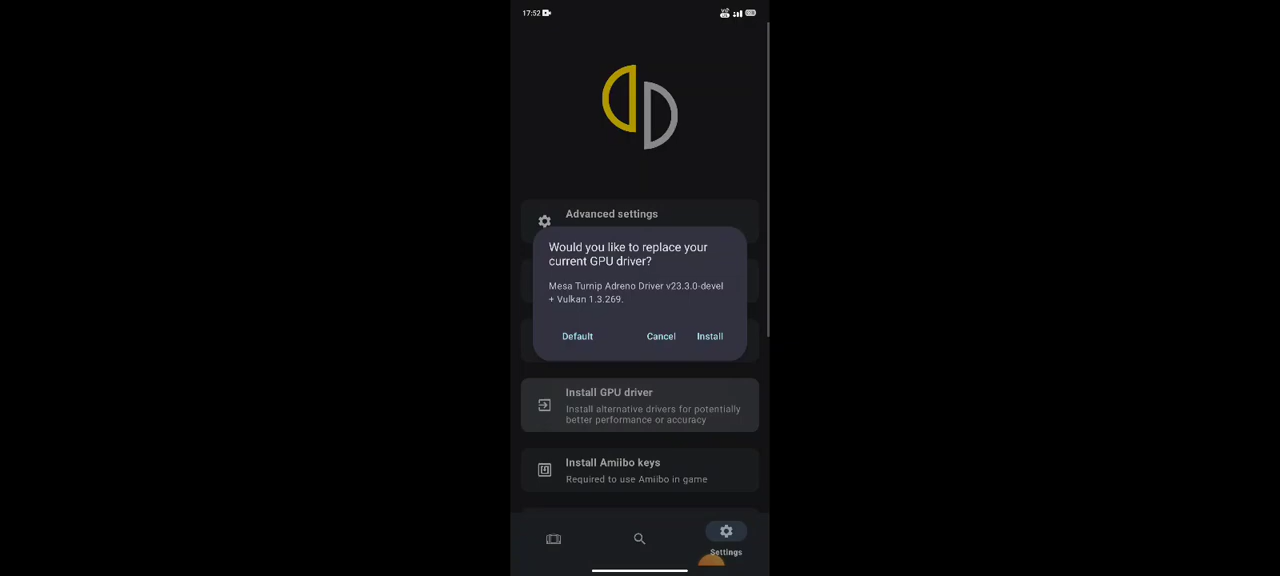 17:52
Advanced settings
Would you like to replace your
current GPU driver?
Mesa Turnip Adreno Driver v23.3.0-devel
+ Vulkan 1.3.269.
Default
Cancel
Install
Install GPU driver
Install alternative drivers for potentially
better performance or accuracy
Install Amiibo keys
Required to use Amiibo in game
Settings